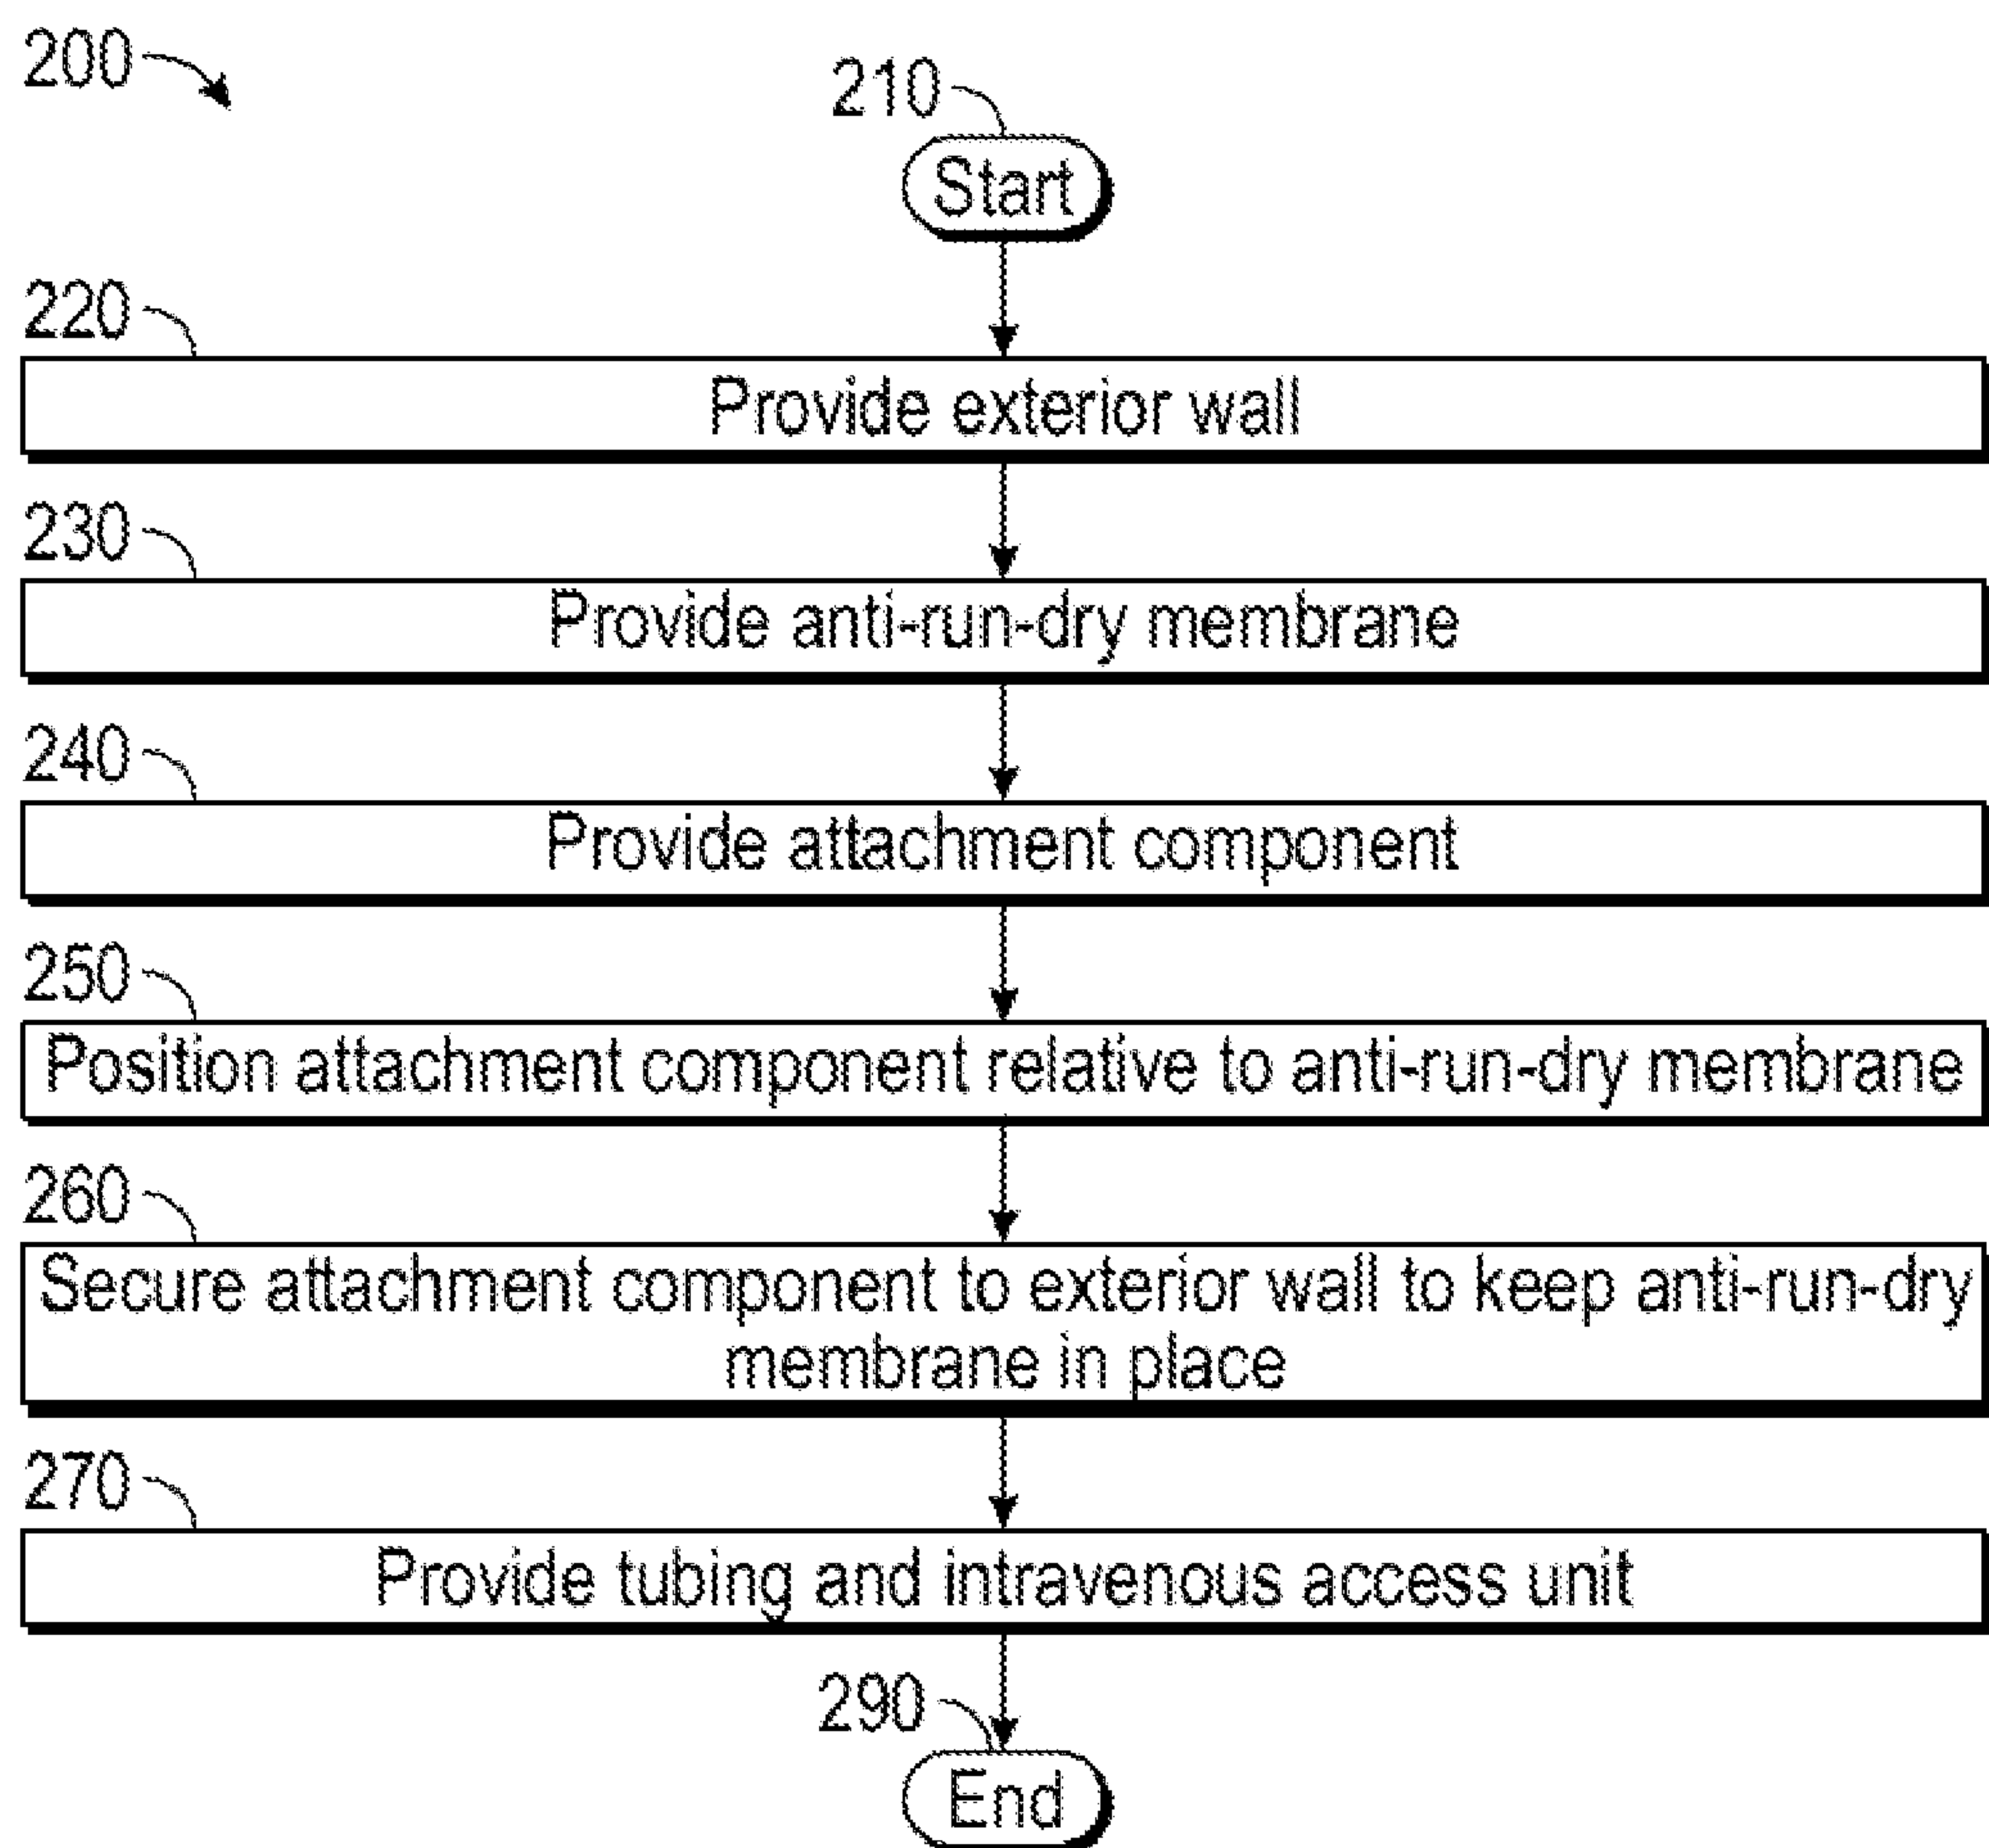 200
210
Start
220
Provide exterior wall
230
Provide anti-run-dry membrane
240
Provide attachment component
250
Position attachment component relative to anti-run-dry membrane
260
Secure attachment component to exterior wall to keep anti-run-dry
membrane in place
270
Provide tubing and intravenous access unit
290
End